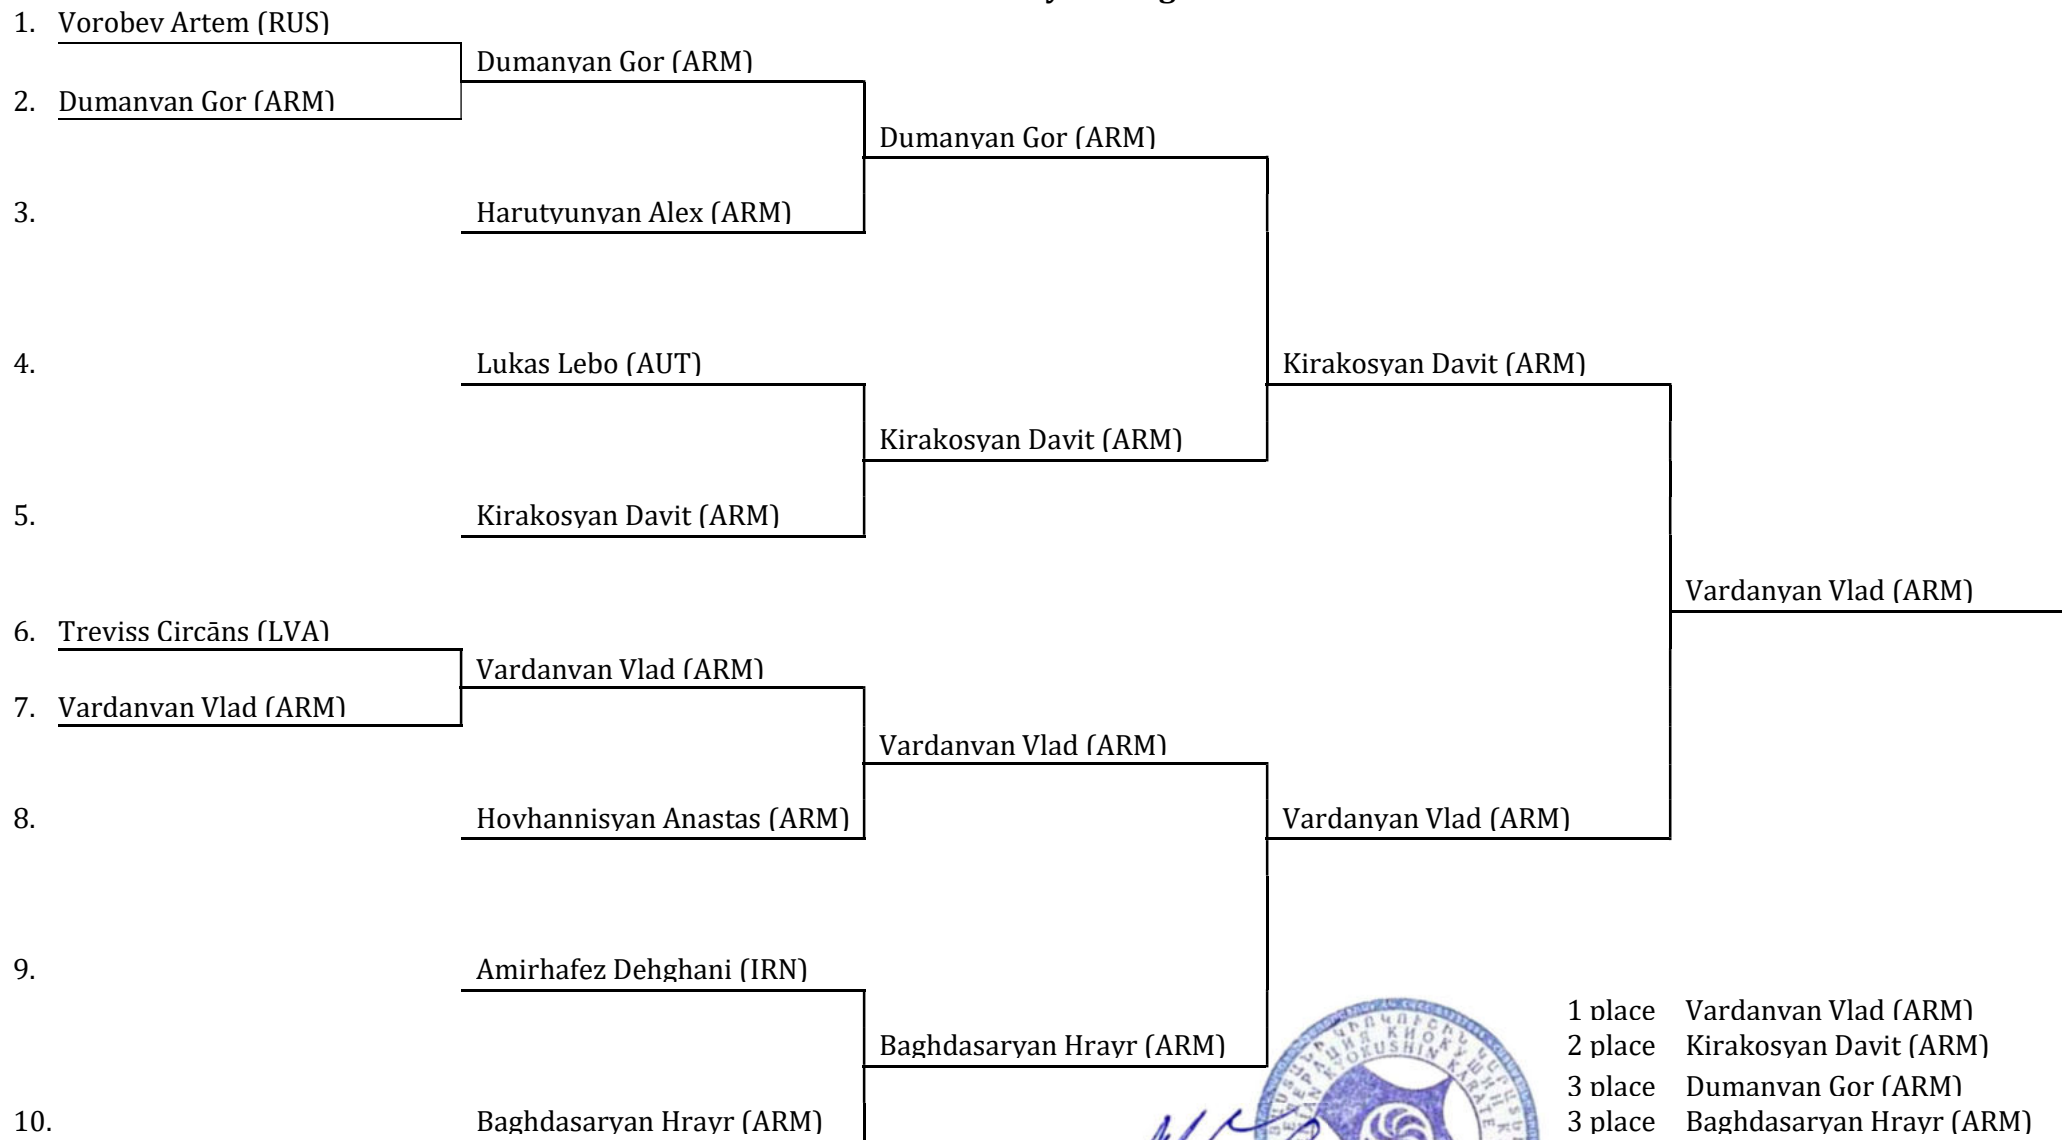 1. Vorobev Artem (RUS)
Dumanyan Gor (ARM)
2. Dumanyan Gor (ARM)
Dumanyan Gor (ARM)
3. Harutyunyan Alex (ARM)
4. Lukas Lebo (AUT) Kirakosyan Davit (ARM)
Kirakosyan Davit (ARM)
5. Kirakosyan Davit (ARM)
Vardanyan Vlad (ARM)
6. Treviss Circāns (LVA)
Vardanyan Vlad (ARM)
7. Vardanyan Vlad (ARM)
Vardanyan Vlad (ARM)
8. Hovhannisyan Anastas (ARM) Vardanyan Vlad (ARM)
9. Amirhafez Dehghani (IRN)
1 place Vardanyan Vlad (ARM)
Baghdasaryan Hrayr (ARM) 2 place Kirakosyan Davit (ARM)
3 place Dumanyan Gor (ARM)
10. Baghdasaryan Hrayr (ARM) 3 place Baghdasaryan Hrayr (ARM)
KYOKUSHIN KARATE